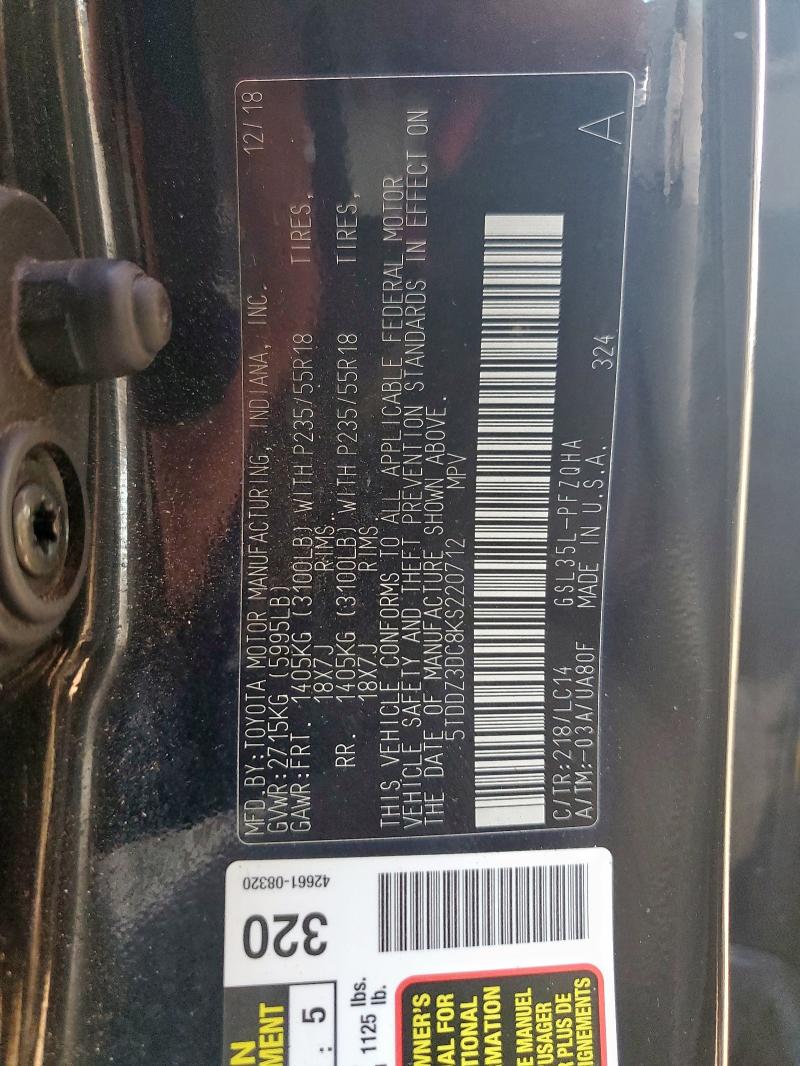 MFD.BY:TOYOTA MOTOR MANUFACTURING, INDIANA, INC. 12/18
GVWR:2715KG (5995LB)
GAWR:FRT. 1405KG (3100LB) WITH P235/55R18 TIRES,
18X7J RIMS.
RR. 1405KG (3100LB) WITH P235/55R18 TIRES,
18X7J RIMS.
THIS VEHICLE CONFORMS TO ALL APPLICABLE FEDERAL MOTOR
VEHICLE SAFETY AND THEFT PREVENTION STANDARDS IN EFFECT ON
THE DATE OF MANUFACTURE SHOWN ABOVE.
5TDDZ3DC8KS220712 MPV
C/TR:218/LC14 GSL35L-PFZQHA
A/TM:-03A/UA80F MADE IN U.S.A. 324
A
42661-08320
320
: 5
1125 lbs.
lb.